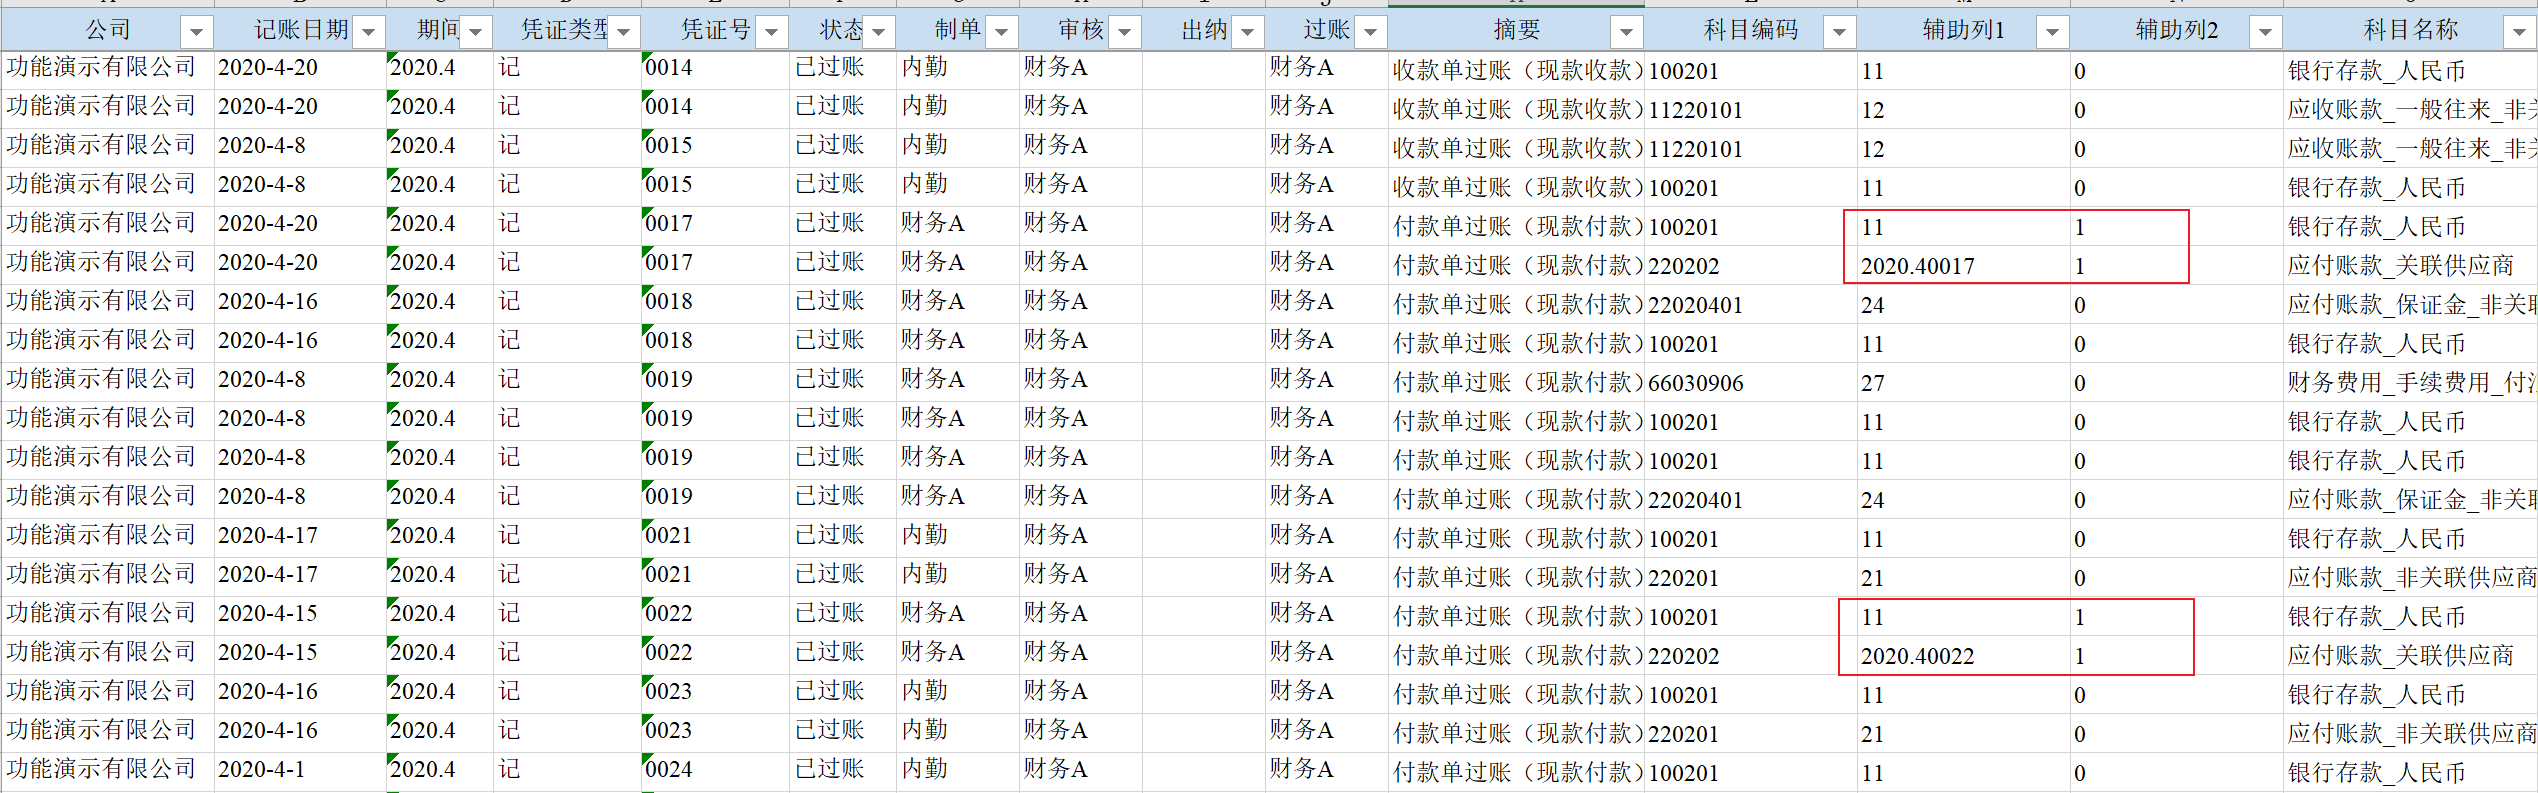 公司 记账日期 期间 凭证类型 凭证号 状态 制单 审核 出纳 过账 摘要 科目编码 辅助列1 辅助列2 科目名称
功能演示有限公司 2020-4-20 2020.4 记 0014 已过账 内勤 财务A 财务A 收款单过账（现款收款） 100201 11 0 银行存款_人民币
功能演示有限公司 2020-4-20 2020.4 记 0014 已过账 内勤 财务A 财务A 收款单过账（现款收款） 11220101 12 0 应收账款_一般往来_非关
功能演示有限公司 2020-4-8 2020.4 记 0015 已过账 内勤 财务A 财务A 收款单过账（现款收款） 11220101 12 0 应收账款_一般往来_非关
功能演示有限公司 2020-4-8 2020.4 记 0015 已过账 内勤 财务A 财务A 收款单过账（现款收款） 100201 11 0 银行存款_人民币
功能演示有限公司 2020-4-20 2020.4 记 0017 已过账 财务A 财务A 财务A 付款单过账（现款付款） 100201 11 1 银行存款_人民币
功能演示有限公司 2020-4-20 2020.4 记 0017 已过账 财务A 财务A 财务A 付款单过账（现款付款） 220202 2020.40017 1 应付账款_关联供应商
功能演示有限公司 2020-4-16 2020.4 记 0018 已过账 财务A 财务A 财务A 付款单过账（现款付款） 22020401 24 0 应付账款_保证金_非关联
功能演示有限公司 2020-4-16 2020.4 记 0018 已过账 财务A 财务A 财务A 付款单过账（现款付款） 100201 11 0 银行存款_人民币
功能演示有限公司 2020-4-8 2020.4 记 0019 已过账 财务A 财务A 财务A 付款单过账（现款付款） 66030906 27 0 财务费用_手续费用_付
功能演示有限公司 2020-4-8 2020.4 记 0019 已过账 财务A 财务A 财务A 付款单过账（现款付款） 100201 11 0 银行存款_人民币
功能演示有限公司 2020-4-8 2020.4 记 0019 已过账 财务A 财务A 财务A 付款单过账（现款付款） 100201 11 0 银行存款_人民币
功能演示有限公司 2020-4-8 2020.4 记 0019 已过账 财务A 财务A 财务A 付款单过账（现款付款） 22020401 24 0 应付账款_保证金_非关联
功能演示有限公司 2020-4-17 2020.4 记 0021 已过账 内勤 财务A 财务A 付款单过账（现款付款） 100201 11 0 银行存款_人民币
功能演示有限公司 2020-4-17 2020.4 记 0021 已过账 内勤 财务A 财务A 付款单过账（现款付款） 220201 21 0 应付账款_非关联供应商
功能演示有限公司 2020-4-15 2020.4 记 0022 已过账 财务A 财务A 财务A 付款单过账（现款付款） 100201 11 1 银行存款_人民币
功能演示有限公司 2020-4-15 2020.4 记 0022 已过账 财务A 财务A 财务A 付款单过账（现款付款） 220202 2020.40022 1 应付账款_关联供应商
功能演示有限公司 2020-4-16 2020.4 记 0023 已过账 内勤 财务A 财务A 付款单过账（现款付款） 100201 11 0 银行存款_人民币
功能演示有限公司 2020-4-16 2020.4 记 0023 已过账 内勤 财务A 财务A 付款单过账（现款付款） 220201 21 0 应付账款_非关联供应商
功能演示有限公司 2020-4-1 2020.4 记 0024 已过账 内勤 财务A 财务A 付款单过账（现款付款） 100201 11 0 银行存款_人民币